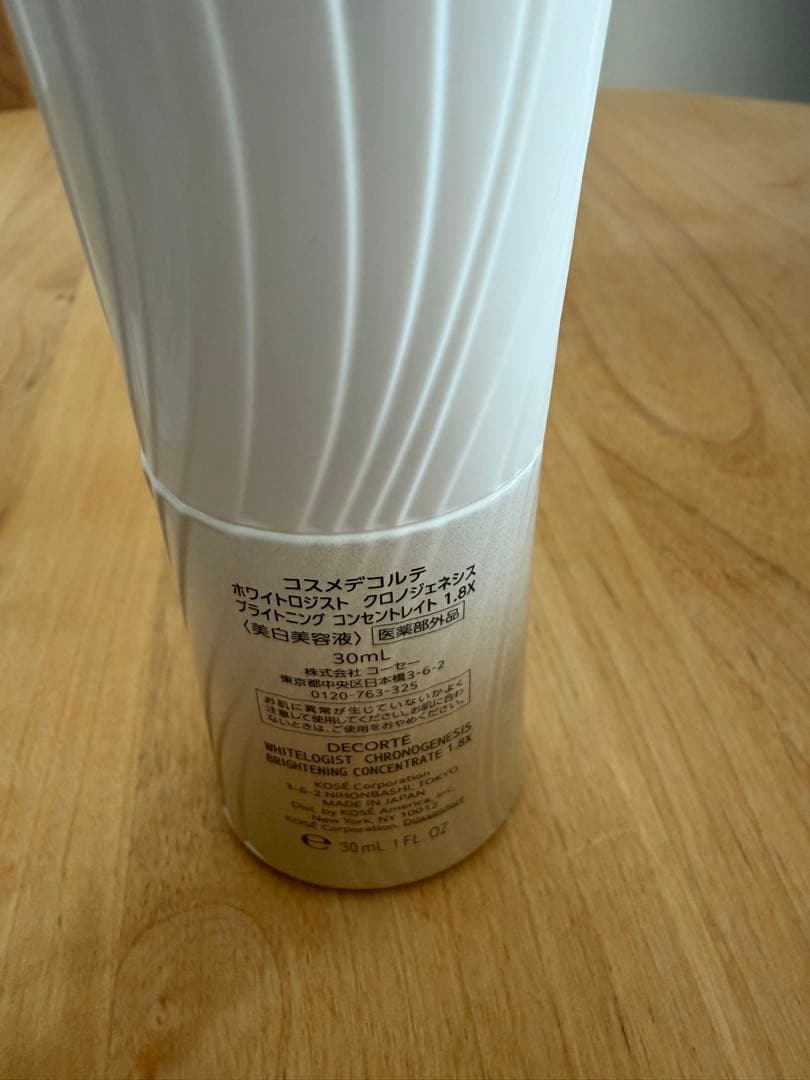 コスメデコルテ
ホワイトロジスト クロノジェネシス
ブライトニング コンセントレイト 1.8X
〈美白美容液〉 医薬部外品
30mL
株式会社 コーセー
東京都中央区日本橋3-6-2
0120-763-325
お肌に異常が生じていないかよく
注意して使用してください。お肌に合わ
ないときは、ご使用をおやめください。
DECORTÉ
WHITELOGIST CHRONOGENESIS
BRIGHTENING CONCENTRATE 1.8X
KOSÉ Corporation
3-6-2 NIHONBASHI, TOKYO
MADE IN JAPAN
Dist. by KOSÉ America, Inc.
New York, NY 10012
KOSÉ Corporation, Düsseldorf
e 30mL 1 FL OZ